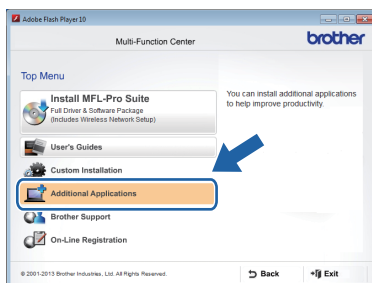 Adobe Flash Player 10
Multi-Function Center
brother
Top Menu
Install MFL-Pro Suite
Full Driver & Software Package
(Includes Wireless Network Setup)
User's Guides
Custom Installation
Additional Applications
Brother Support
On-Line Registration
You can install additional applications
to help improve productivity.
© 2001-2013 Brother Industries, Ltd. All Rights Reserved.
Back
Exit